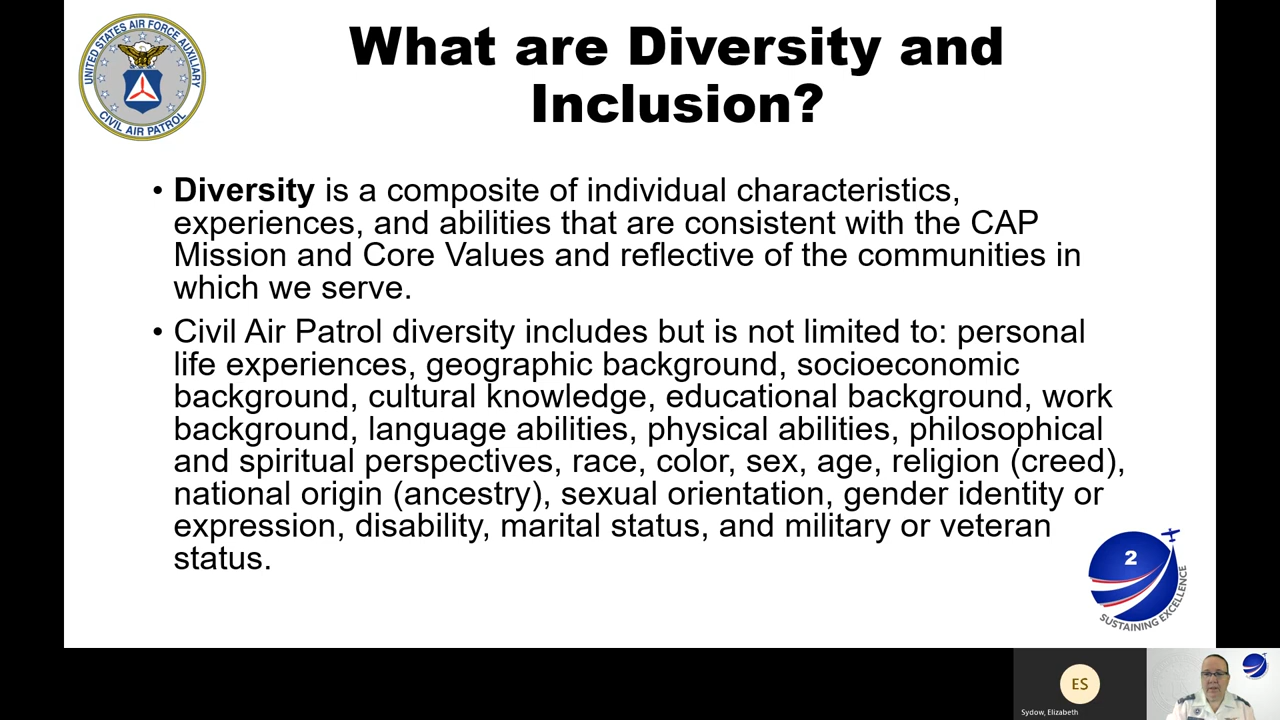 UNITED STATES AIR FORCE AUXILIARY
CIVIL AIR PATROL
What are Diversity and
Inclusion?
• Diversity is a composite of individual characteristics,
experiences, and abilities that are consistent with the CAP
Mission and Core Values and reflective of the communities in
which we serve.
• Civil Air Patrol diversity includes but is not limited to: personal
life experiences, geographic background, socioeconomic
background, cultural knowledge, educational background, work
background, language abilities, physical abilities, philosophical
and spiritual perspectives, race, color, sex, age, religion (creed),
national origin (ancestry), sexual orientation, gender identity or
expression, disability, marital status, and military or veteran
status.
2
SUSTAINING EXCELLENCE
ES
Sydow, Elizabeth